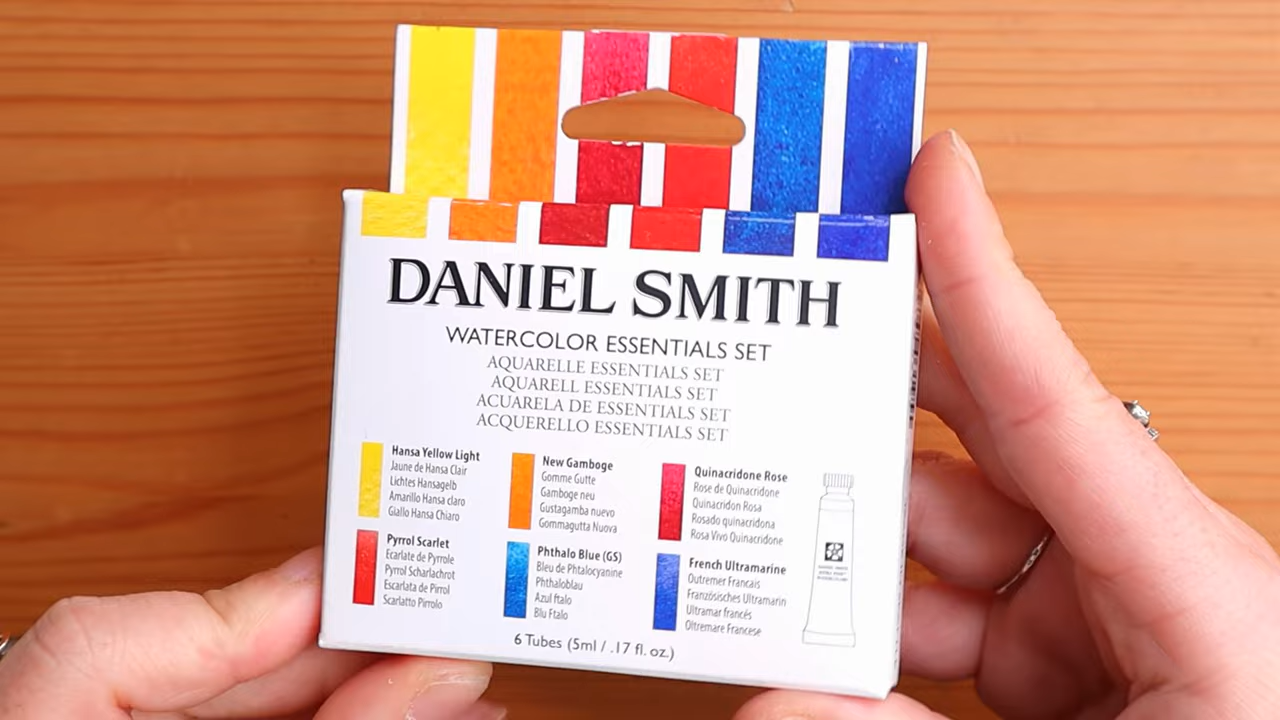 DANIEL SMITH
WATERCOLOR ESSENTIALS SET
AQUARELLE ESSENTIALS SET
AQUARELL ESSENTIALS SET
ACUARELA DE ESSENTIALS SET
ACQUERELLO ESSENTIALS SET
Hansa Yellow Light
Jaune de Hansa Clair
Lichtes Hansagelb
Amarillo Hansa claro
Giallo Hansa Chiaro
New Gamboge
Gomme Gutte
Gamboge neu
Gustagamba nuevo
Gommagutta Nuova
Quinacridone Rose
Rose de Quinacridone
Quinacridon Rosa
Rosado quinacridona
Rosa Vivo Quinacridone
Pyrrol Scarlet
Ecarlate de Pyrrole
Pyrrol Scharlachrot
Escarlata de Pirrol
Scarlatto Pirrolo
Phthalo Blue (GS)
Bleu de Phtalocyanine
Phthaloblau
Azul ftalo
Blu Ftalo
French Ultramarine
Outremer Francais
Französisches Ultramarin
Ultramar francés
Oltremare Francese
6 Tubes (5ml / .17 fl. oz.)